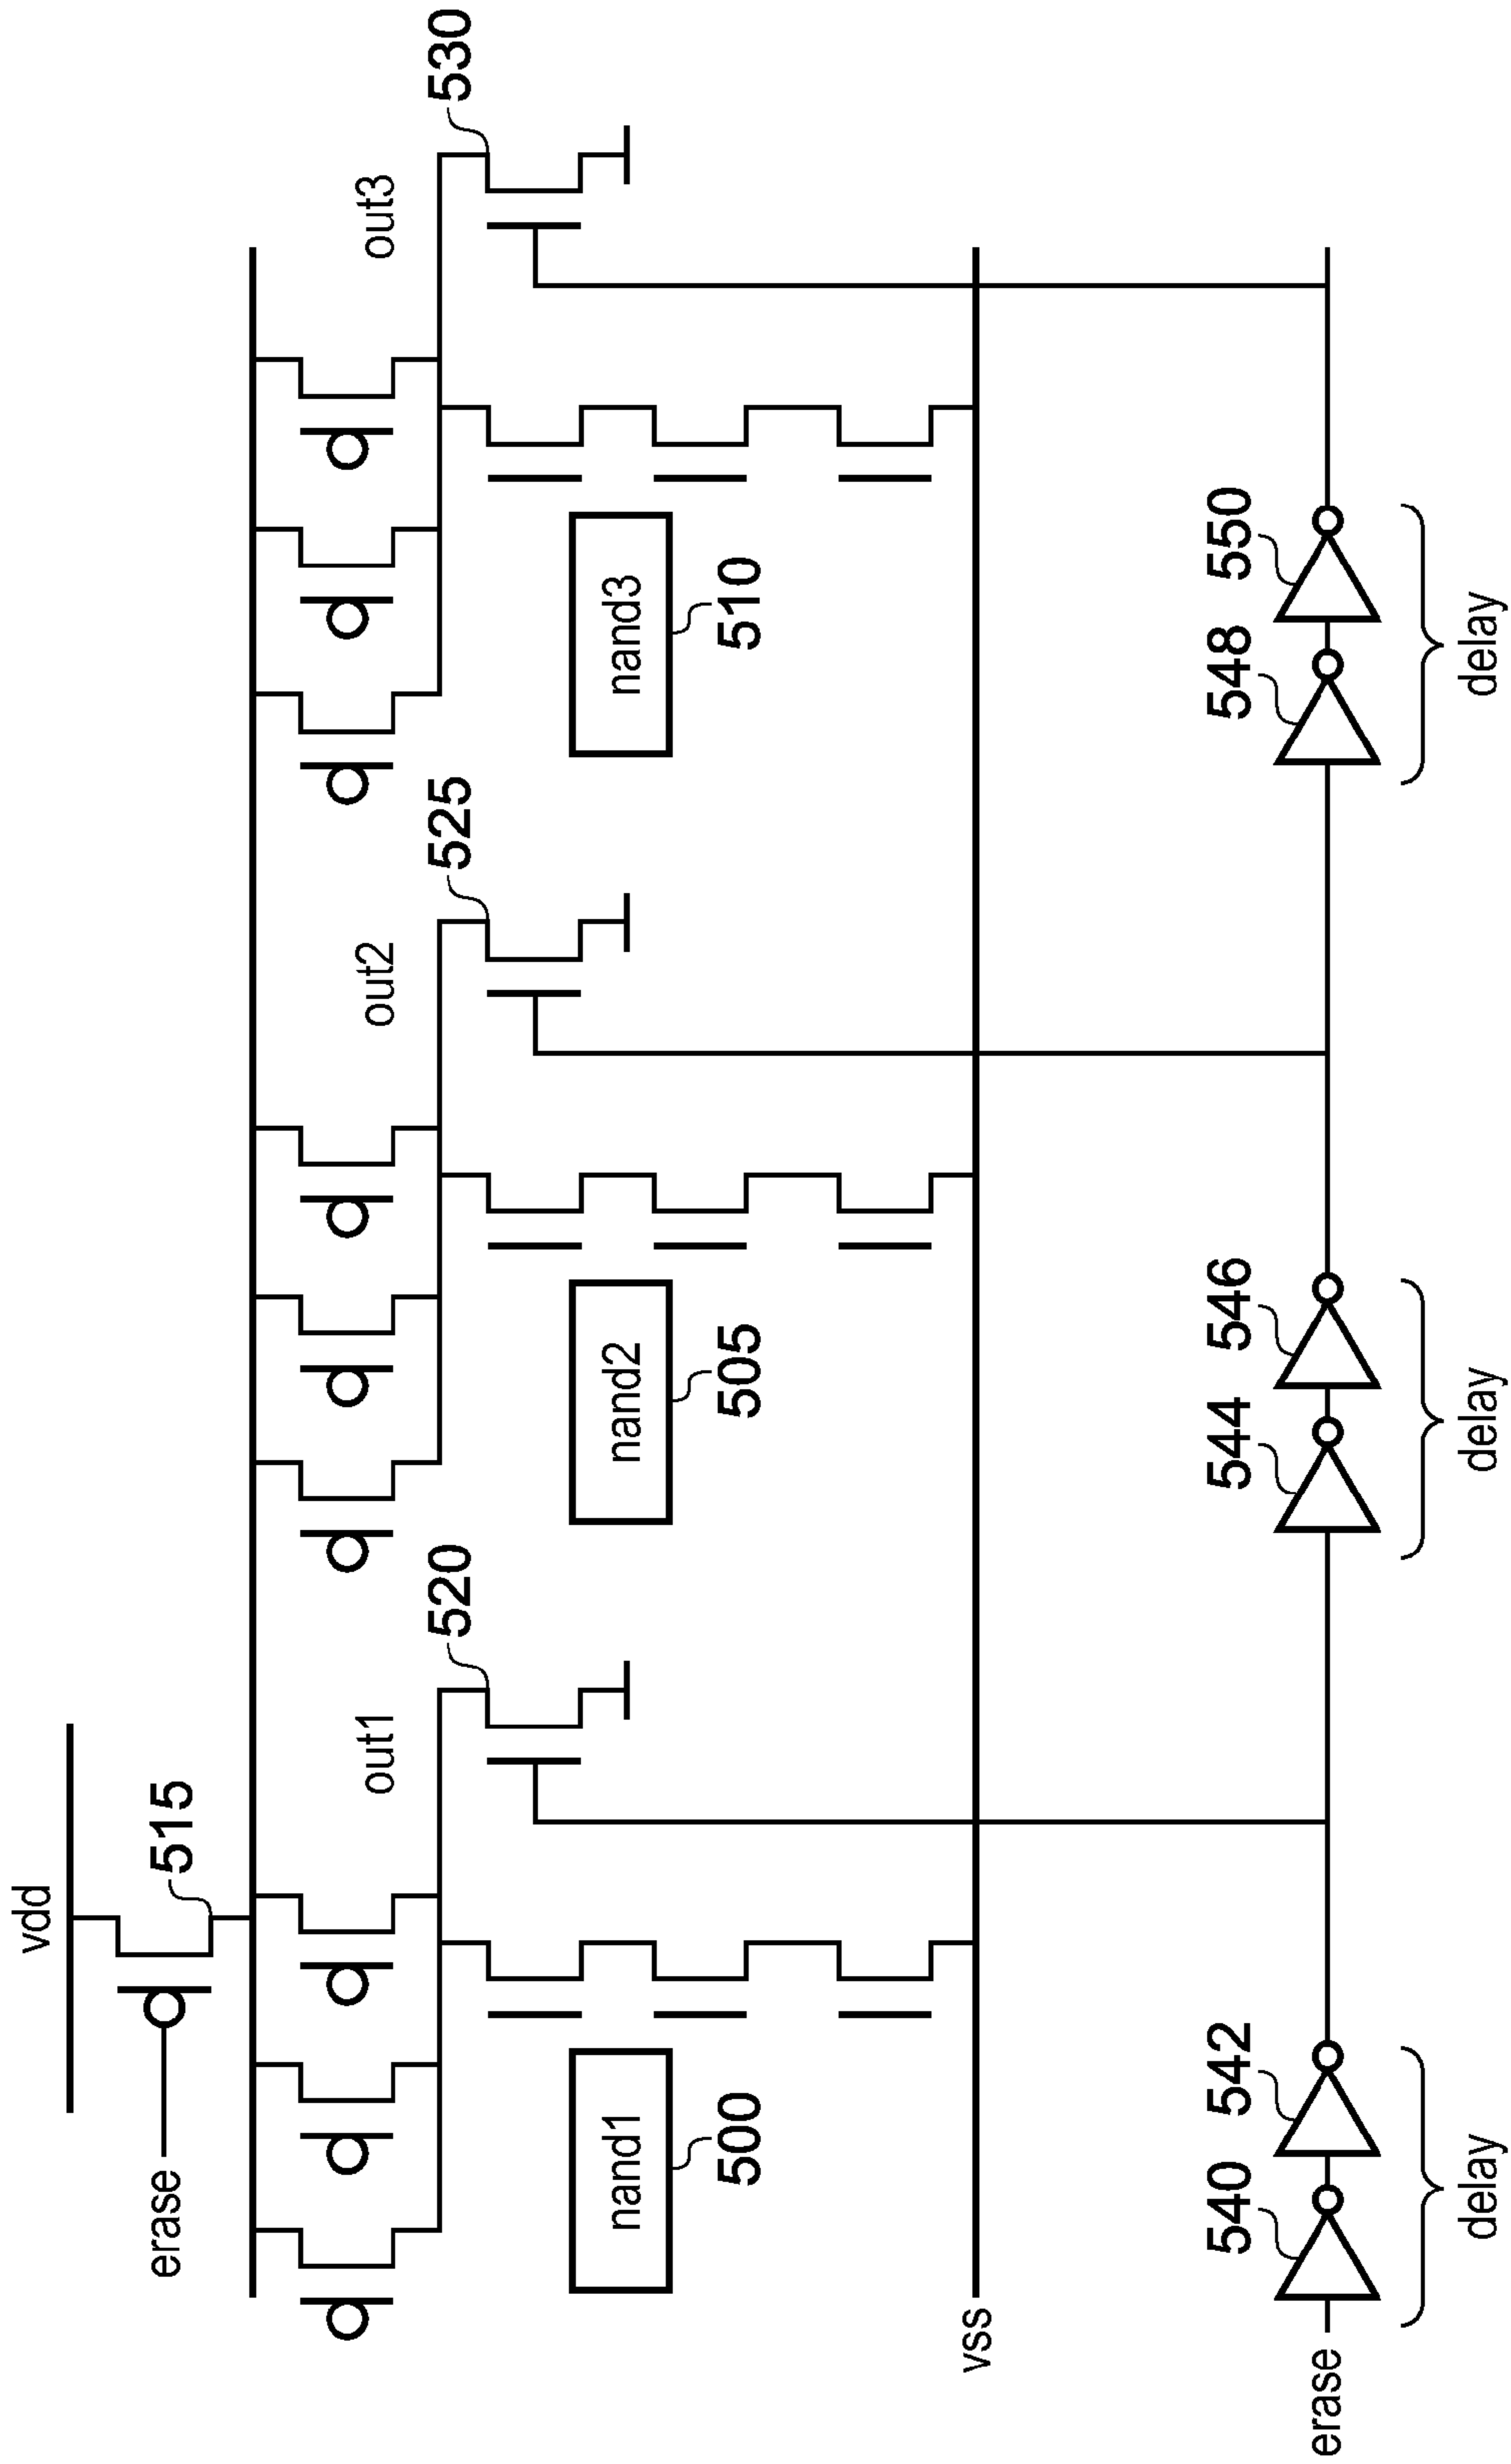 vdd
erase
515
out1
520
out2
525
out3
530
nand1
500
nand2
505
nand3
510
vss
erase
540
542
544
546
548
550
delay
delay
delay